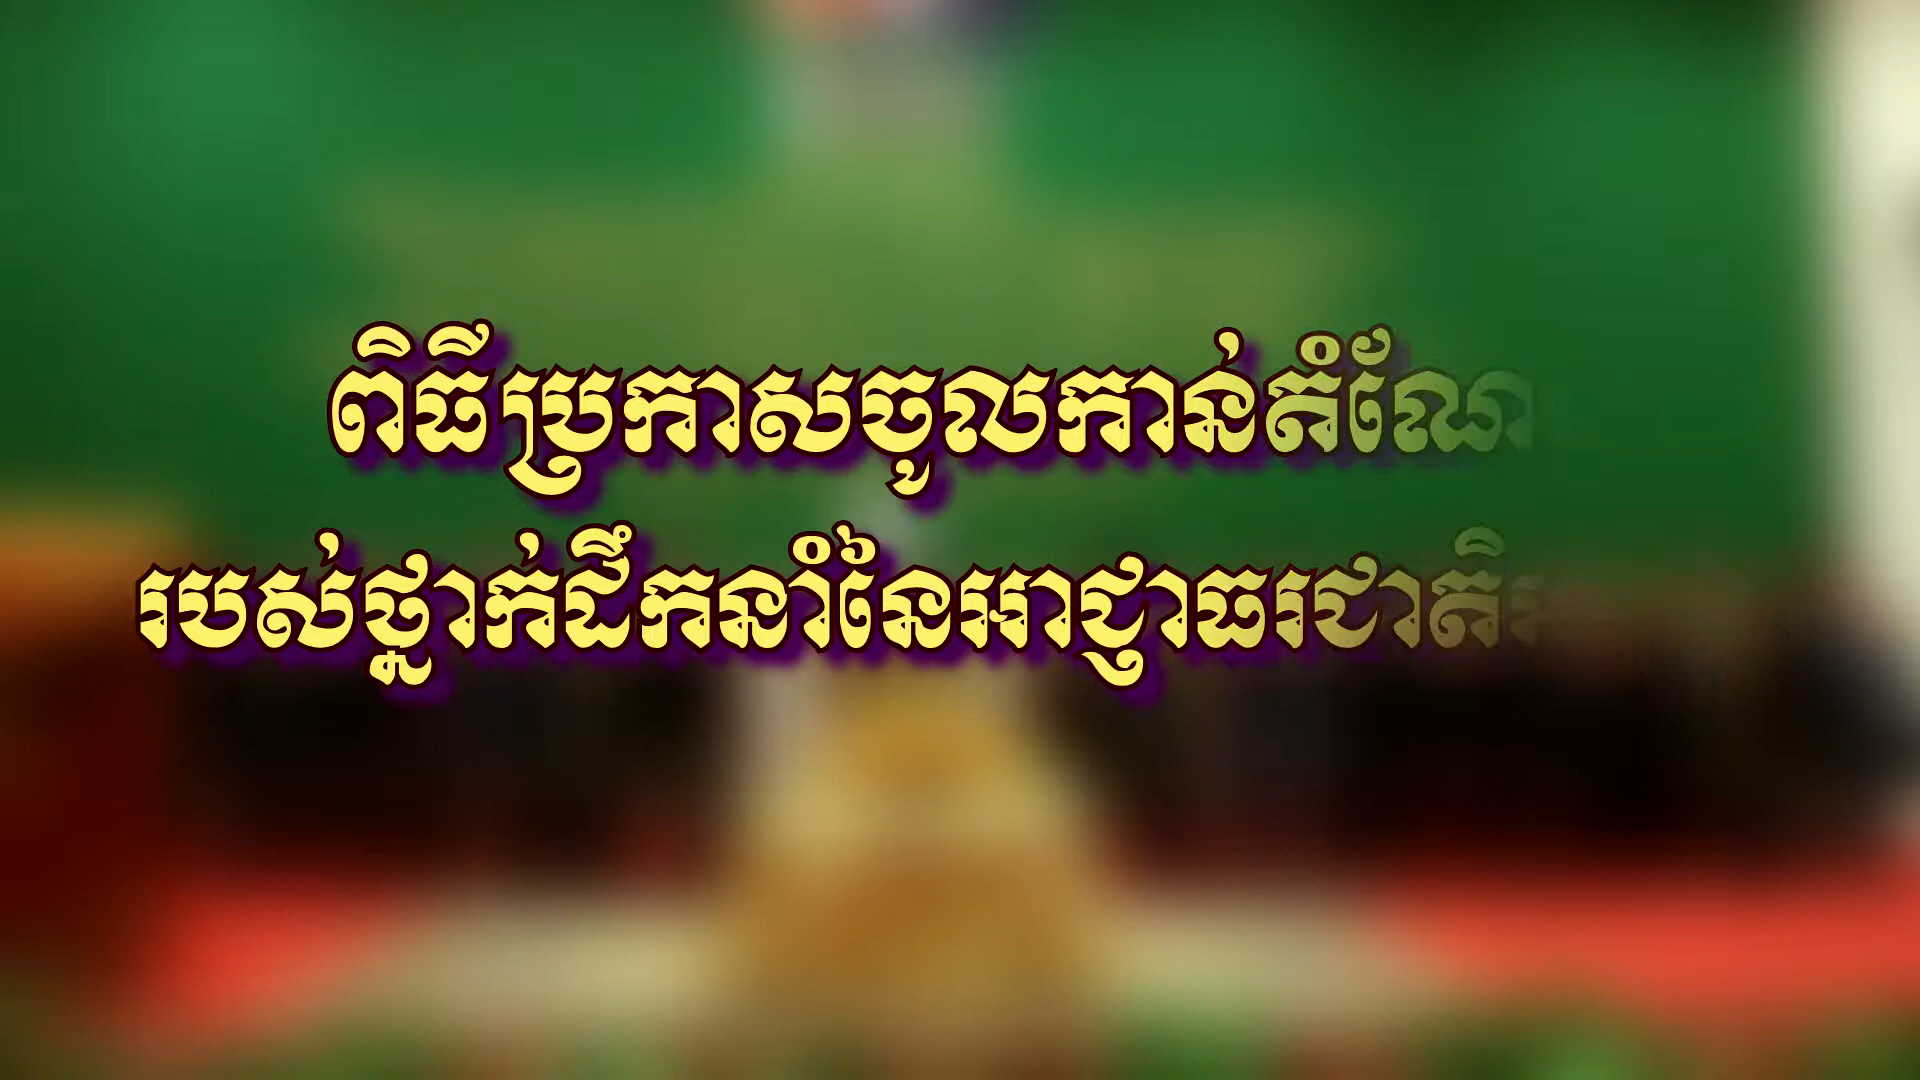 ពិធីប្រកាសចូលកាន់តំណែ
របស់ថ្នាក់ដឹកនាំនៃអាជ្ញាធរជាតិ